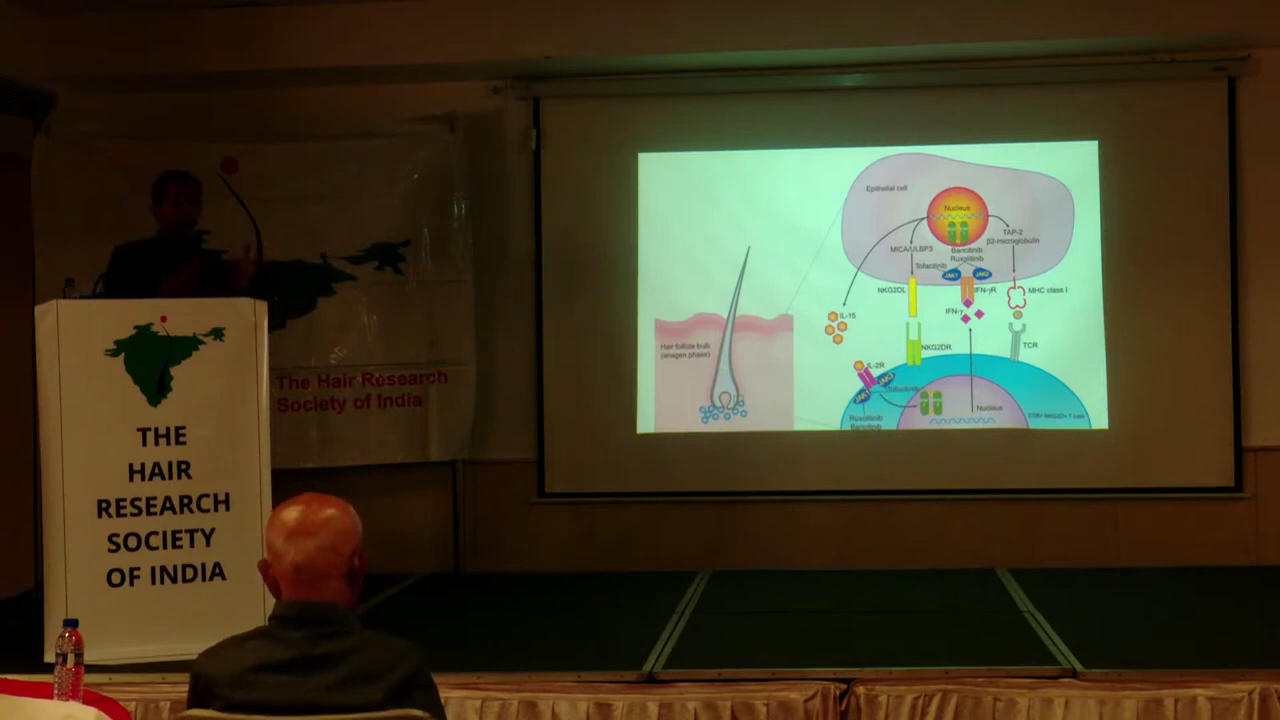 THE
HAIR
RESEARCH
SOCIETY
OF INDIA
The Hair Research
Society of India
Hair follicle bulb
(anagen phase)
Epithelial cell
Nucleus
MICA/ULBP3
TAP-2
β2-microglobulin
Baricitinib
Ruxolitinib
Tofacitinib
JAK1
JAK2
NKG2DL
IFN-γR
MHC class I
IL-15
IFN-γ
NKG2DR
TCR
IL-2R
JAK3
JAK1
Nucleus
Ruxolitinib
Baricitinib